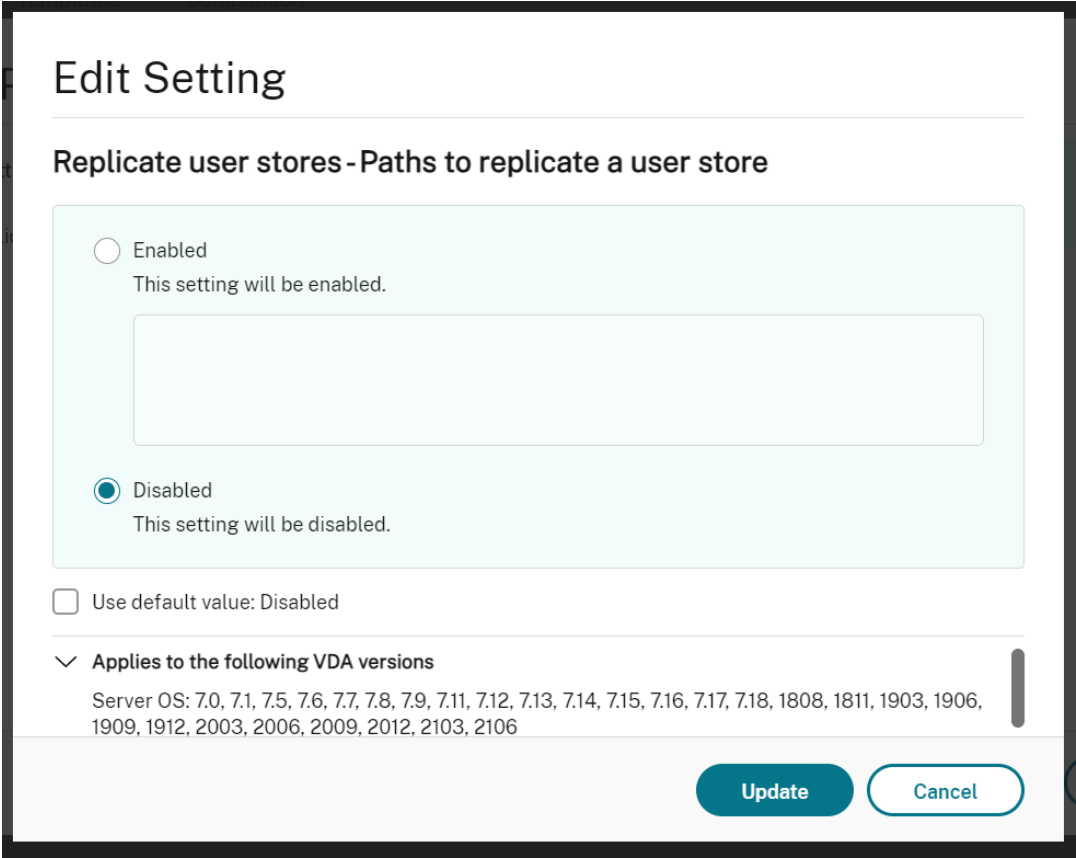 Edit Setting
Replicate user stores - Paths to replicate a user store
Enabled
This setting will be enabled.
Disabled
This setting will be disabled.
Use default value: Disabled
Applies to the following VDA versions
Server OS: 7.0, 7.1, 7.5, 7.6, 7.7, 7.8, 7.9, 7.11, 7.12, 7.13, 7.14, 7.15, 7.16, 7.17, 7.18, 1808, 1811, 1903, 1906,
1909, 1912, 2003, 2006, 2009, 2012, 2103, 2106
Update
Cancel